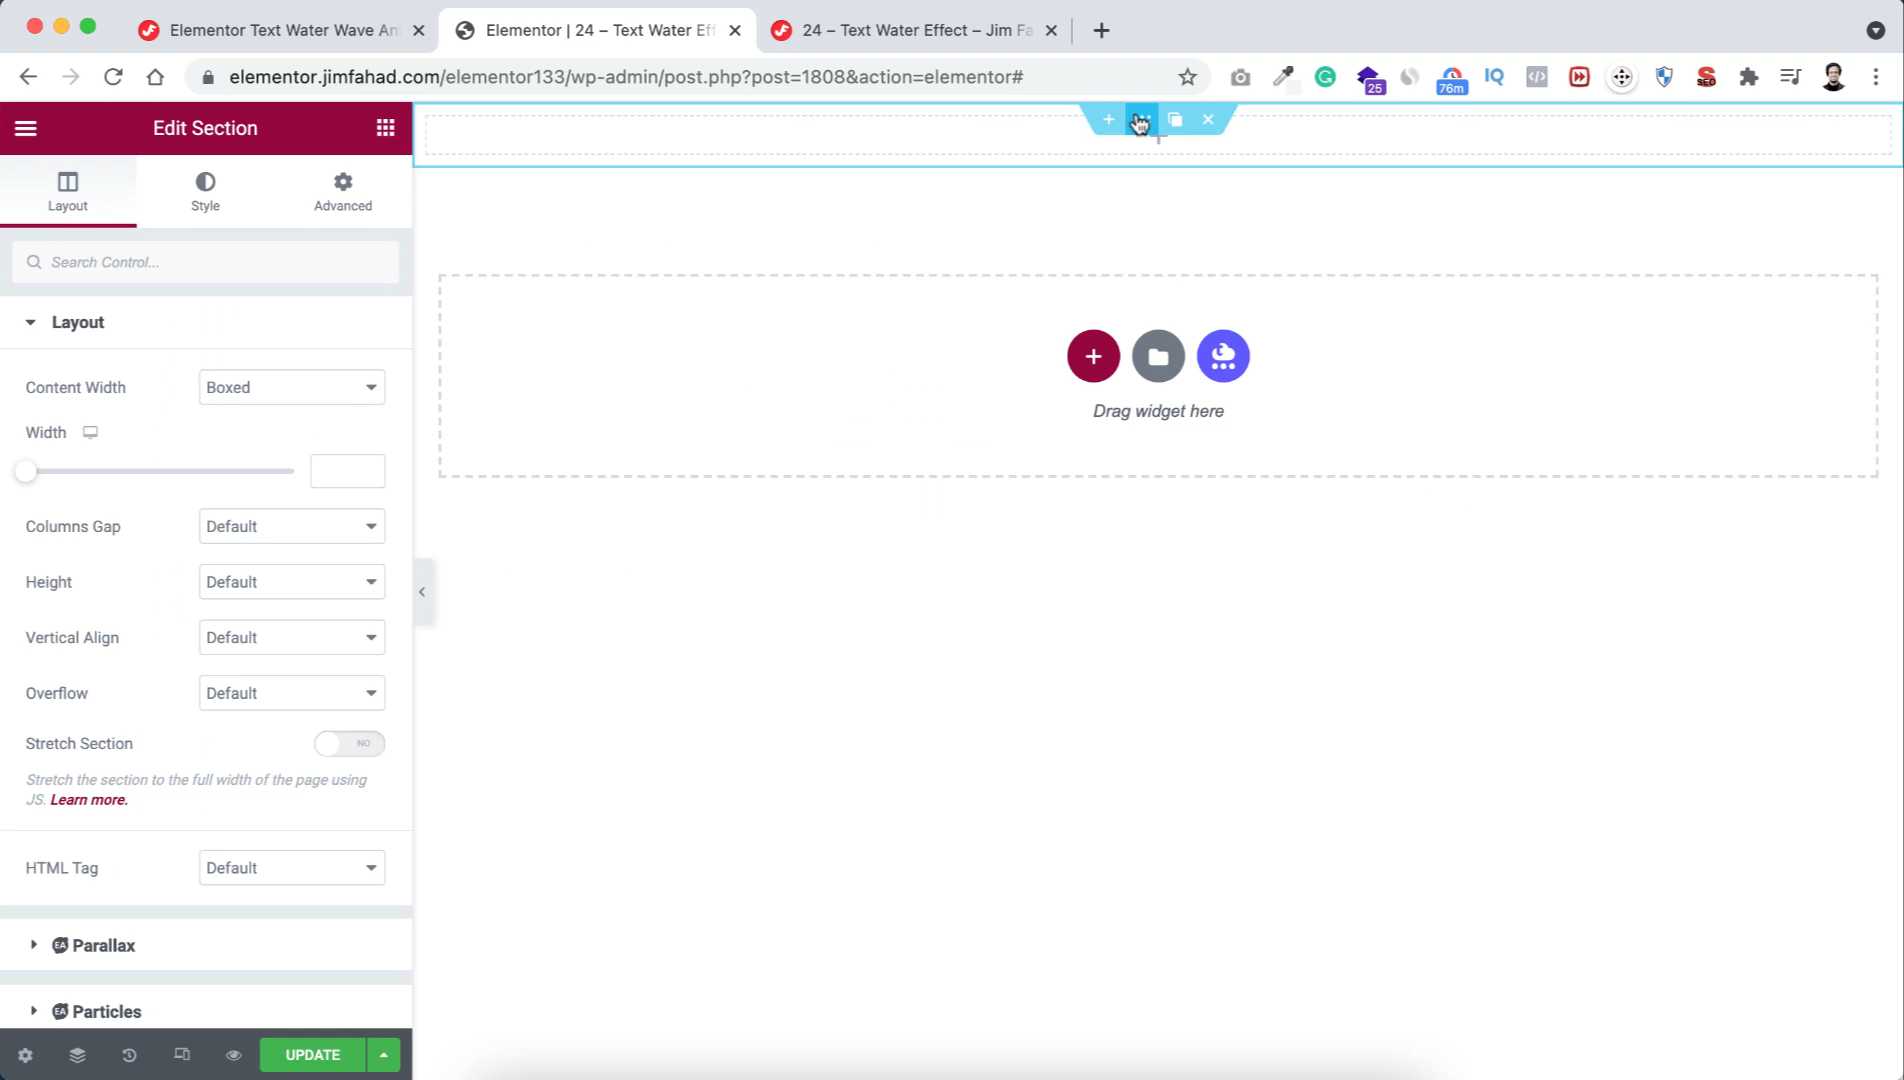 Elementor Text Water Wave Ani
Elementor | 24 – Text Water Eff
24 – Text Water Effect – Jim Fa
elementor.jimfahad.com/elementor133/wp-admin/post.php?post=1808&action=elementor#
25
76m
IQ
SEO
Edit Section
Layout
Style
Advanced
Search Control...
Layout
Content Width
Boxed
Width
Columns Gap
Default
Height
Default
Vertical Align
Default
Overflow
Default
Stretch Section
NO
Stretch the section to the full width of the page using
JS. Learn more.
HTML Tag
Default
EA Parallax
EA Particles
UPDATE
Drag widget here